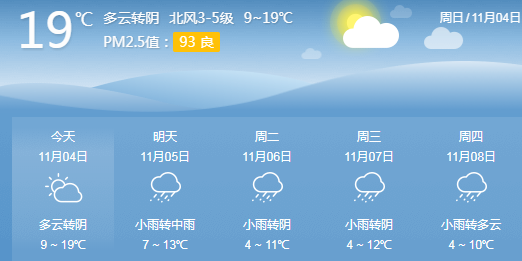 19℃ 多云转阴 北风3-5级 9~19℃ 周日 / 11月04日
PM2.5值： 93 良
今天 明天 周二 周三 周四
11月04日 11月05日 11月06日 11月07日 11月08日
多云转阴 小雨转中雨 小雨转阴 小雨转阴 小雨转多云
9 ~ 19℃ 7 ~ 13℃ 4 ~ 11℃ 4 ~ 12℃ 4 ~ 10℃